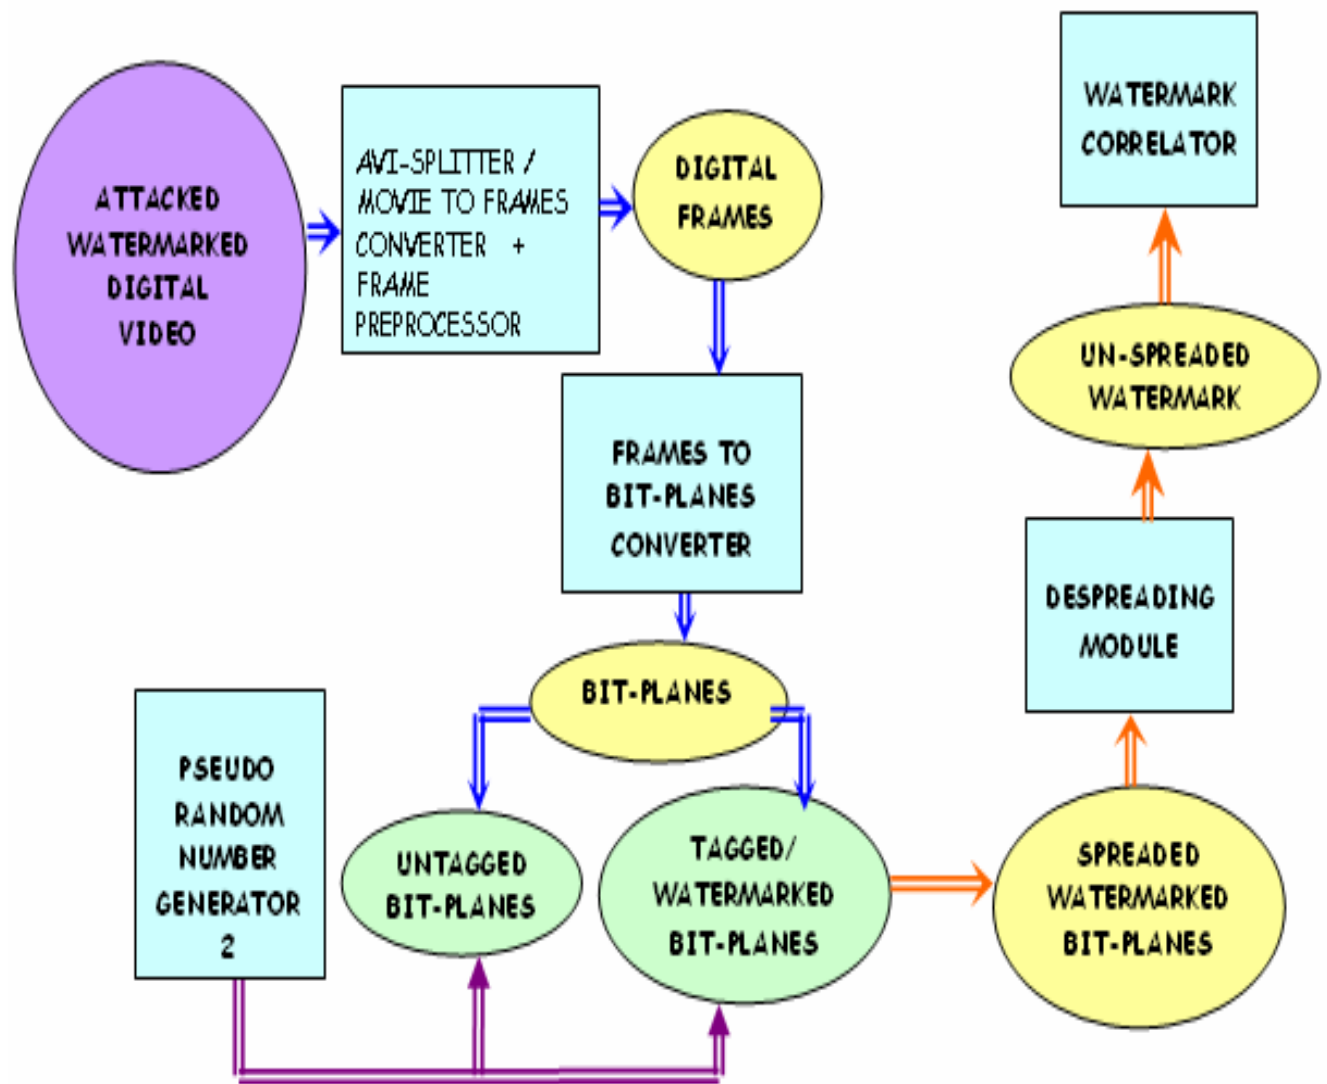 ATTACKED
WATERMARKED
DIGITAL
VIDEO
AVI-SPLITTER /
MOVIE TO FRAMES
CONVERTER +
FRAME
PREPROCESSOR
DIGITAL
FRAMES
FRAMES TO
BIT-PLANES
CONVERTER
BIT-PLANES
PSEUDO
RANDOM
NUMBER
GENERATOR
2
UNTAGGED
BIT-PLANES
TAGGED/
WATERMARKED
BIT-PLANES
SPREADED
WATERMARKED
BIT-PLANES
DESPREADING
MODULE
UN-SPREADED
WATERMARK
WATERMARK
CORRELATOR